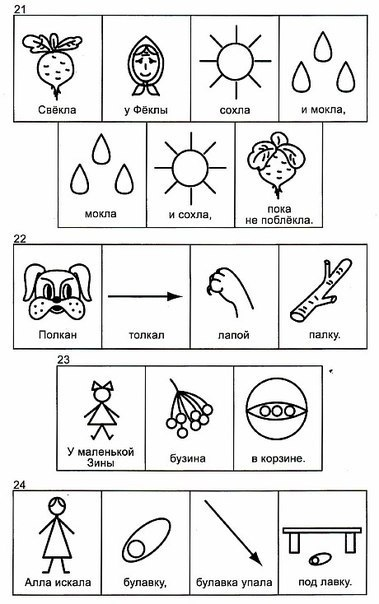 21
Свёкла у Фёклы сохла и мокла,
мокла и сохла, пока не поблёкла.
22
Полкан толкал лапой палку.
23
У маленькой Зины бузина в корзине.
24
Алла искала булавку, булавка упала под лавку.